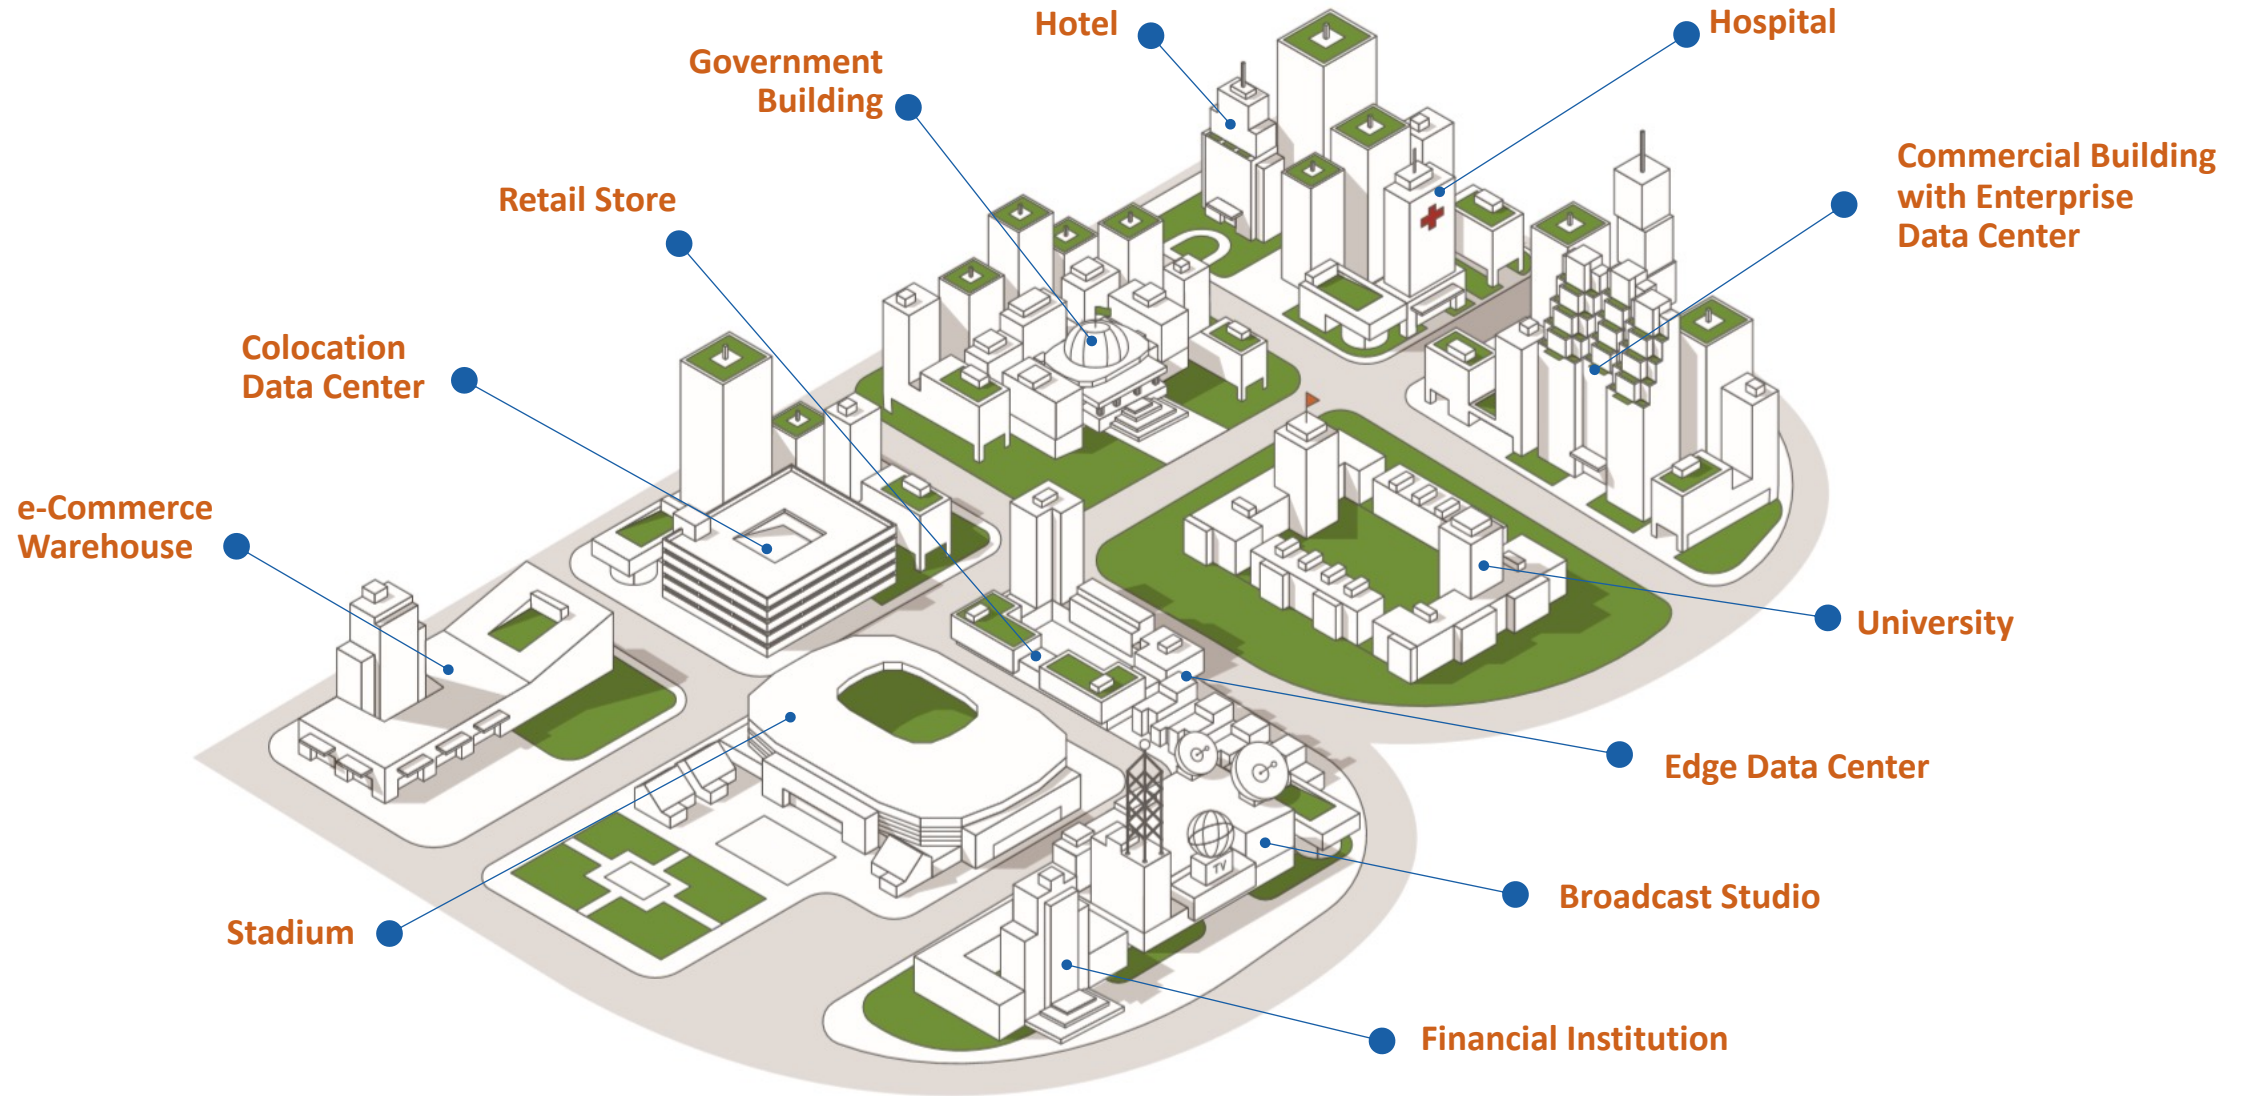 Hotel
Hospital
Government
Building
Commercial Building
with Enterprise
Data Center
Retail Store
Colocation
Data Center
e-Commerce
Warehouse
University
Edge Data Center
TV
Broadcast Studio
Stadium
Financial Institution